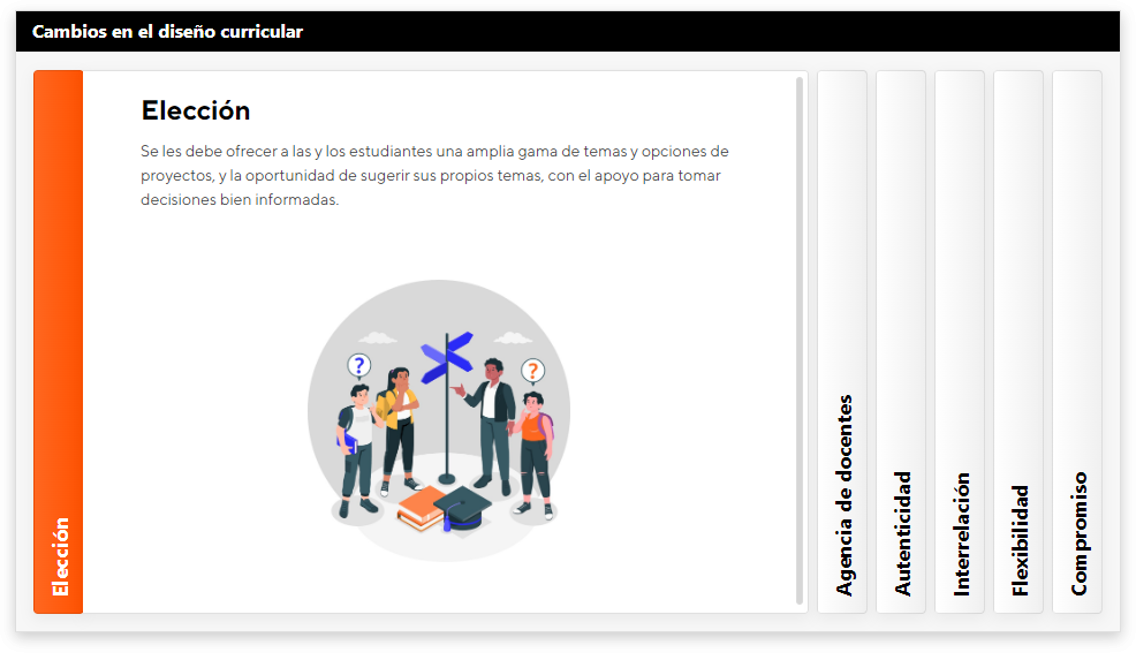 Cambios en el diseño curricular
Elección
Elección
Se les debe ofrecer a las y los estudiantes una amplia gama de temas y opciones de
proyectos, y la oportunidad de sugerir sus propios temas, con el apoyo para tomar
decisiones bien informadas.
?
?
Agencia de docentes
Autenticidad
Interrelación
Flexibilidad
Compromiso